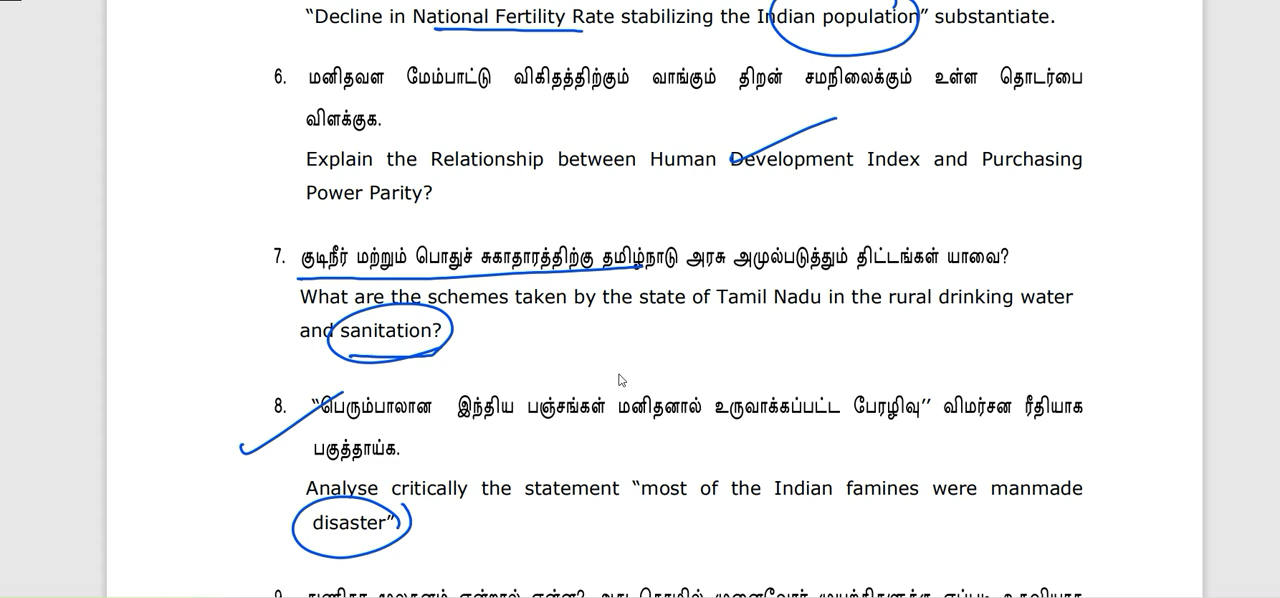 “Decline in National Fertility Rate stabilizing the Indian population” substantiate.
6. மனிதவள மேம்பாட்டு விகிதத்திற்கும் வாங்கும் திறன் சமநிலைக்கும் உள்ள தொடர்பை
விளக்குக.
Explain the Relationship between Human Development Index and Purchasing
Power Parity?
7. குடிநீர் மற்றும் பொதுச் சுகாதாரத்திற்கு தமிழ்நாடு அரசு அமுல்படுத்தும் திட்டங்கள் யாவை?
What are the schemes taken by the state of Tamil Nadu in the rural drinking water
and sanitation?
8. “பெரும்பாலான இந்திய பஞ்சங்கள் மனிதனால் உருவாக்கப்பட்ட பேரழிவு” விமர்சன ரீதியாக
பகுத்தாய்க.
Analyse critically the statement “most of the Indian famines were manmade
disaster”